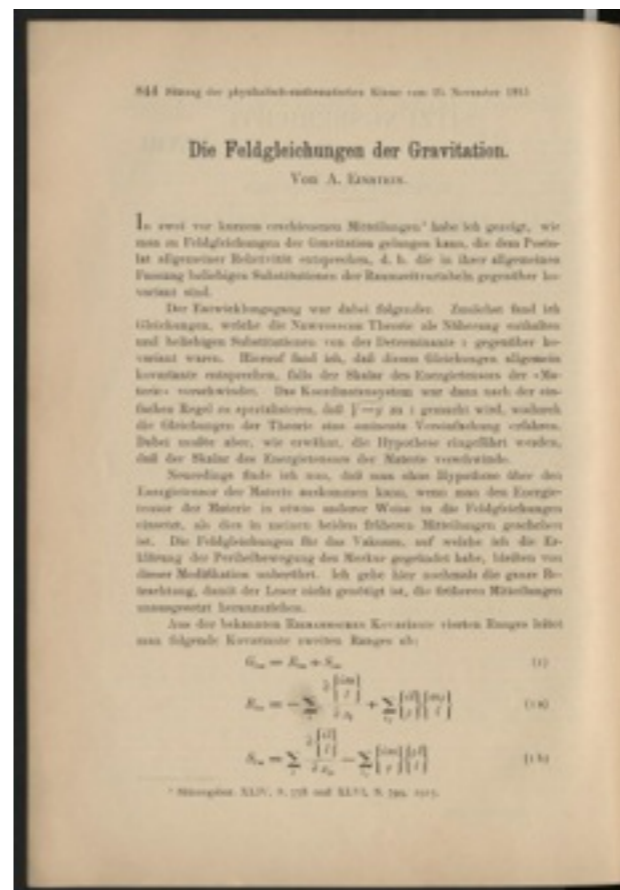 844 Sitzung der physikalisch-mathematischen Klasse vom 25. November 1915
Die Feldgleichungen der Gravitation.
Von A. Einstein.
In zwei vor kurzem erschienenen Mitteilungen¹ habe ich gezeigt, wie
man zu Feldgleichungen der Gravitation gelangen kann, die dem Postu-
lat allgemeiner Relativität entsprechen, d. h. die in ihrer allgemeinen
Fassung beliebigen Substitutionen der Raumzeitvariabeln gegenüber ko-
variant sind.
Der Entwicklungsgang war dabei folgender. Zunächst fand ich
Gleichungen, welche die Newtonsche Theorie als Näherung enthalten
und beliebigen Substitutionen von der Determinante 1 gegenüber ko-
variant waren. Hierauf fand ich, daß diesen Gleichungen allgemein
kovariante entsprechen, falls der Skalar des Energietensors der »Ma-
terie« verschwindet. Das Koordinatensystem war dann nach der ein-
fachen Regel zu spezialisieren, daß √−g zu 1 gemacht wird, wodurch
die Gleichungen der Theorie eine eminente Vereinfachung erfahren.
Dabei mußte aber, wie erwähnt, die Hypothese eingeführt werden,
daß der Skalar des Energietensors der Materie verschwinde.
Neuerdings finde ich nun, daß man ohne Hypothese über den
Energietensor der Materie auskommen kann, wenn man den Energie-
tensor der Materie in etwas anderer Weise in die Feldgleichungen
einsetzt, als dies in meinen beiden früheren Mitteilungen geschehen
ist. Die Feldgleichungen für das Vakuum, auf welche ich die Er-
klärung der Perihelbewegung des Merkur gegründet habe, bleiben von
dieser Modifikation unberührt. Ich gebe hier nochmals die ganze Be-
trachtung, damit der Leser nicht genötigt ist, die früheren Mitteilungen
unausgesetzt heranzuziehen.
Aus der bekannten Riemannschen Kovariante vierten Ranges leitet
man folgende Kovariante zweiten Ranges ab:
G_im = R_im + S_im (1)
(1a)
(1b)
¹ Sitzungsber. XLIV, S. 778 und XLVI, S. 799, 1915.